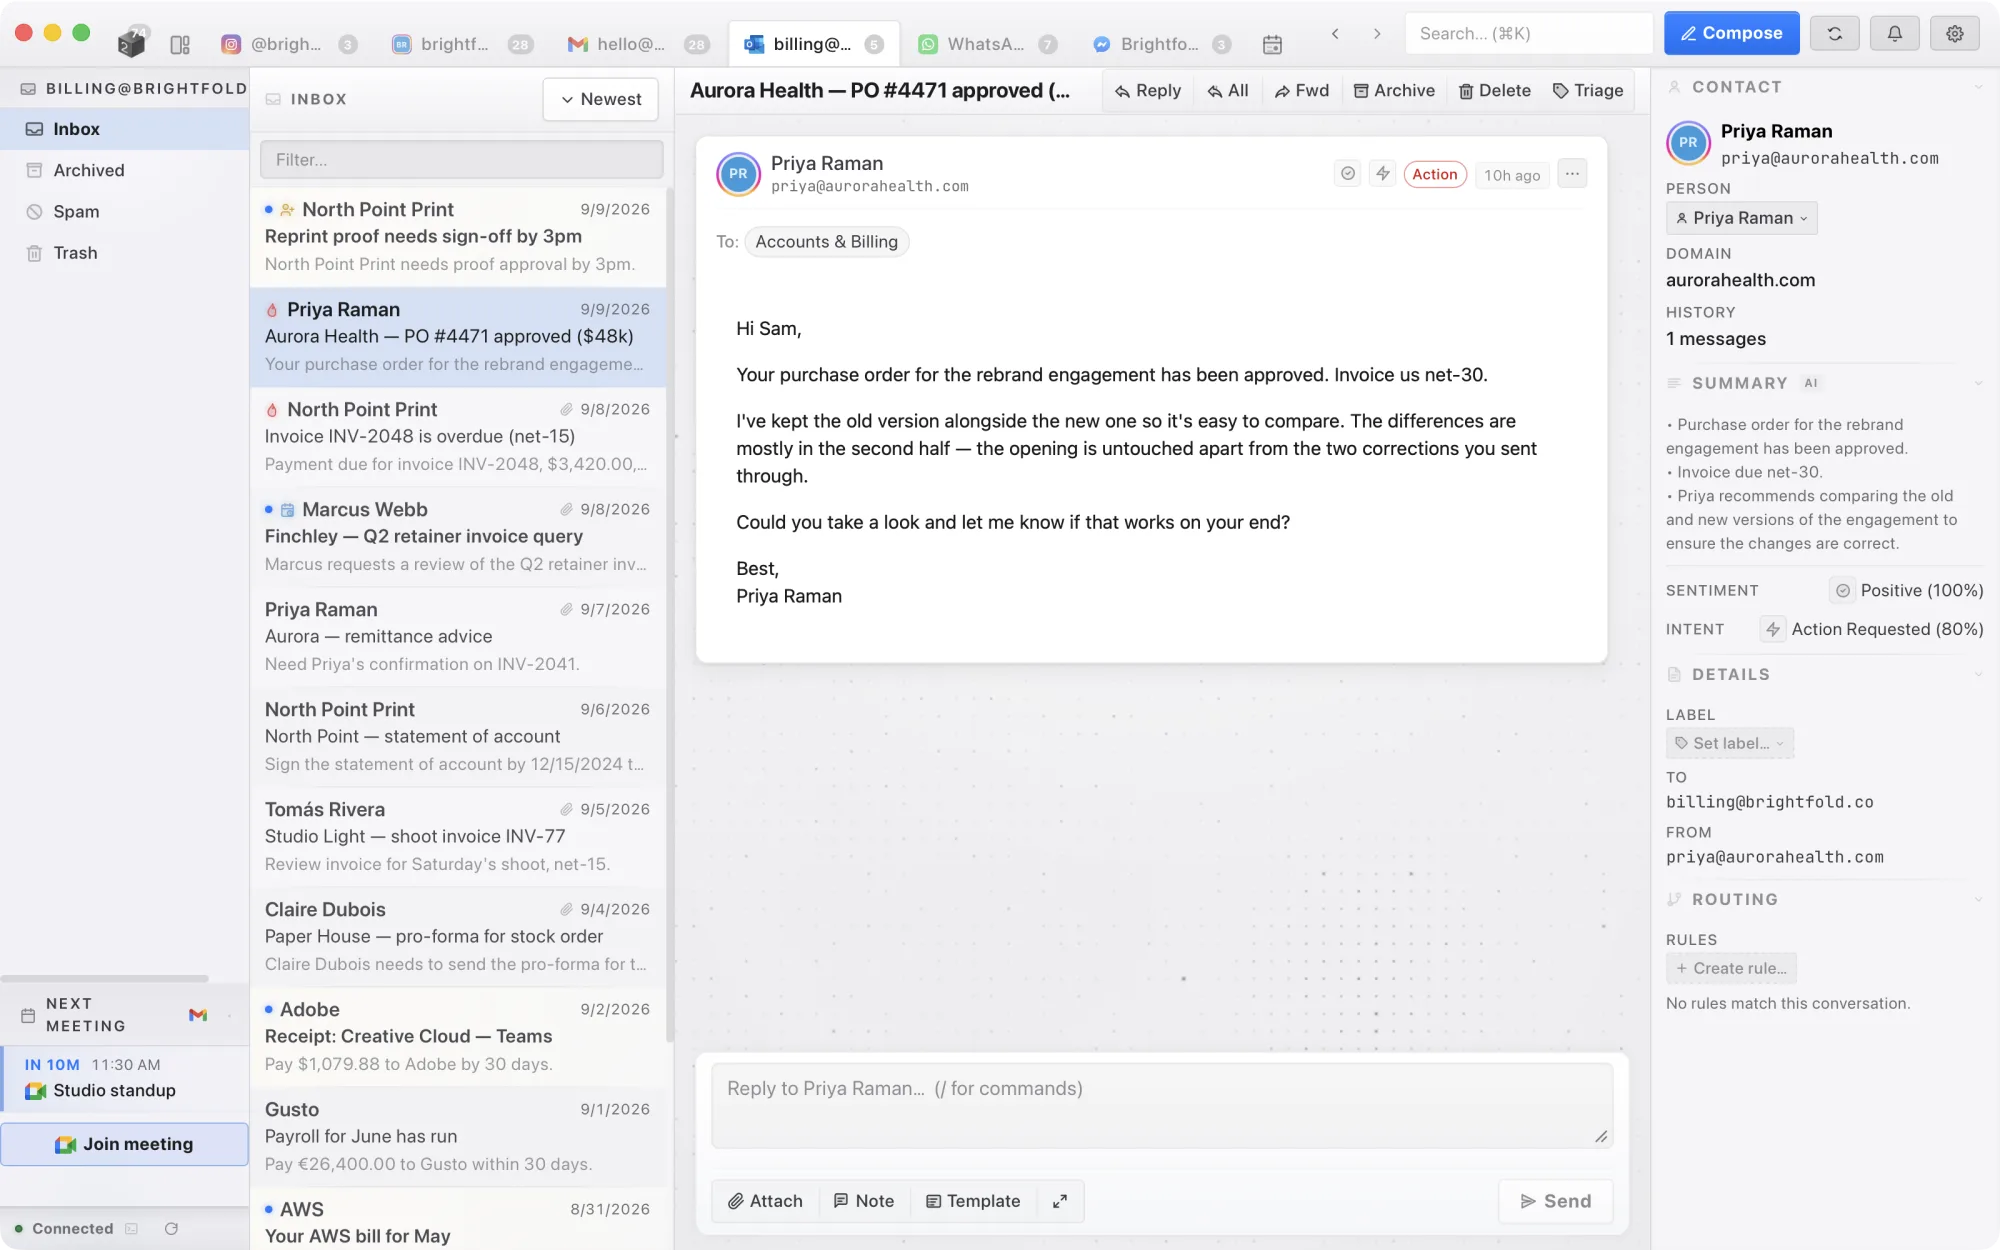 74
@brigh... 3
brightf... 28
hello@... 28
billing@... 5
WhatsA... 7
Brightfo... 3
Search... (⌘K)
Compose
BILLING@BRIGHTFOLD
Inbox
Archived
Spam
Trash
NEXT
MEETING
IN 10M 11:30 AM
Studio standup
Join meeting
Connected
INBOX
Newest
Filter...
North Point Print 9/9/2026
Reprint proof needs sign-off by 3pm
North Point Print needs proof approval by 3pm.
Priya Raman 9/9/2026
Aurora Health — PO #4471 approved ($48k)
Your purchase order for the rebrand engageme...
North Point Print 9/8/2026
Invoice INV-2048 is overdue (net-15)
Payment due for invoice INV-2048, $3,420.00,...
Marcus Webb 9/8/2026
Finchley — Q2 retainer invoice query
Marcus requests a review of the Q2 retainer inv...
Priya Raman 9/7/2026
Aurora — remittance advice
Need Priya's confirmation on INV-2041.
North Point Print 9/6/2026
North Point — statement of account
Sign the statement of account by 12/15/2024 t...
Tomás Rivera 9/5/2026
Studio Light — shoot invoice INV-77
Review invoice for Saturday's shoot, net-15.
Claire Dubois 9/4/2026
Paper House — pro-forma for stock order
Claire Dubois needs to send the pro-forma for t...
Adobe 9/2/2026
Receipt: Creative Cloud — Teams
Pay $1,079.88 to Adobe by 30 days.
Gusto 9/1/2026
Payroll for June has run
Pay €26,400.00 to Gusto within 30 days.
AWS 8/31/2026
Your AWS bill for May
Aurora Health — PO #4471 approved (...
Reply All Fwd Archive Delete Triage
PR
Priya Raman
priya@aurorahealth.com
Action 10h ago
To: Accounts & Billing
Hi Sam,
Your purchase order for the rebrand engagement has been approved. Invoice us net-30.
I've kept the old version alongside the new one so it's easy to compare. The differences are
mostly in the second half — the opening is untouched apart from the two corrections you sent
through.
Could you take a look and let me know if that works on your end?
Best,
Priya Raman
Reply to Priya Raman... (/ for commands)
Attach Note Template
Send
CONTACT
PR
Priya Raman
priya@aurorahealth.com
PERSON
Priya Raman
DOMAIN
aurorahealth.com
HISTORY
1 messages
SUMMARY AI
• Purchase order for the rebrand
engagement has been approved.
• Invoice due net-30.
• Priya recommends comparing the old
and new versions of the engagement to
ensure the changes are correct.
SENTIMENT Positive (100%)
INTENT Action Requested (80%)
DETAILS
LABEL
Set label...
TO
billing@brightfold.co
FROM
priya@aurorahealth.com
ROUTING
RULES
+ Create rule...
No rules match this conversation.